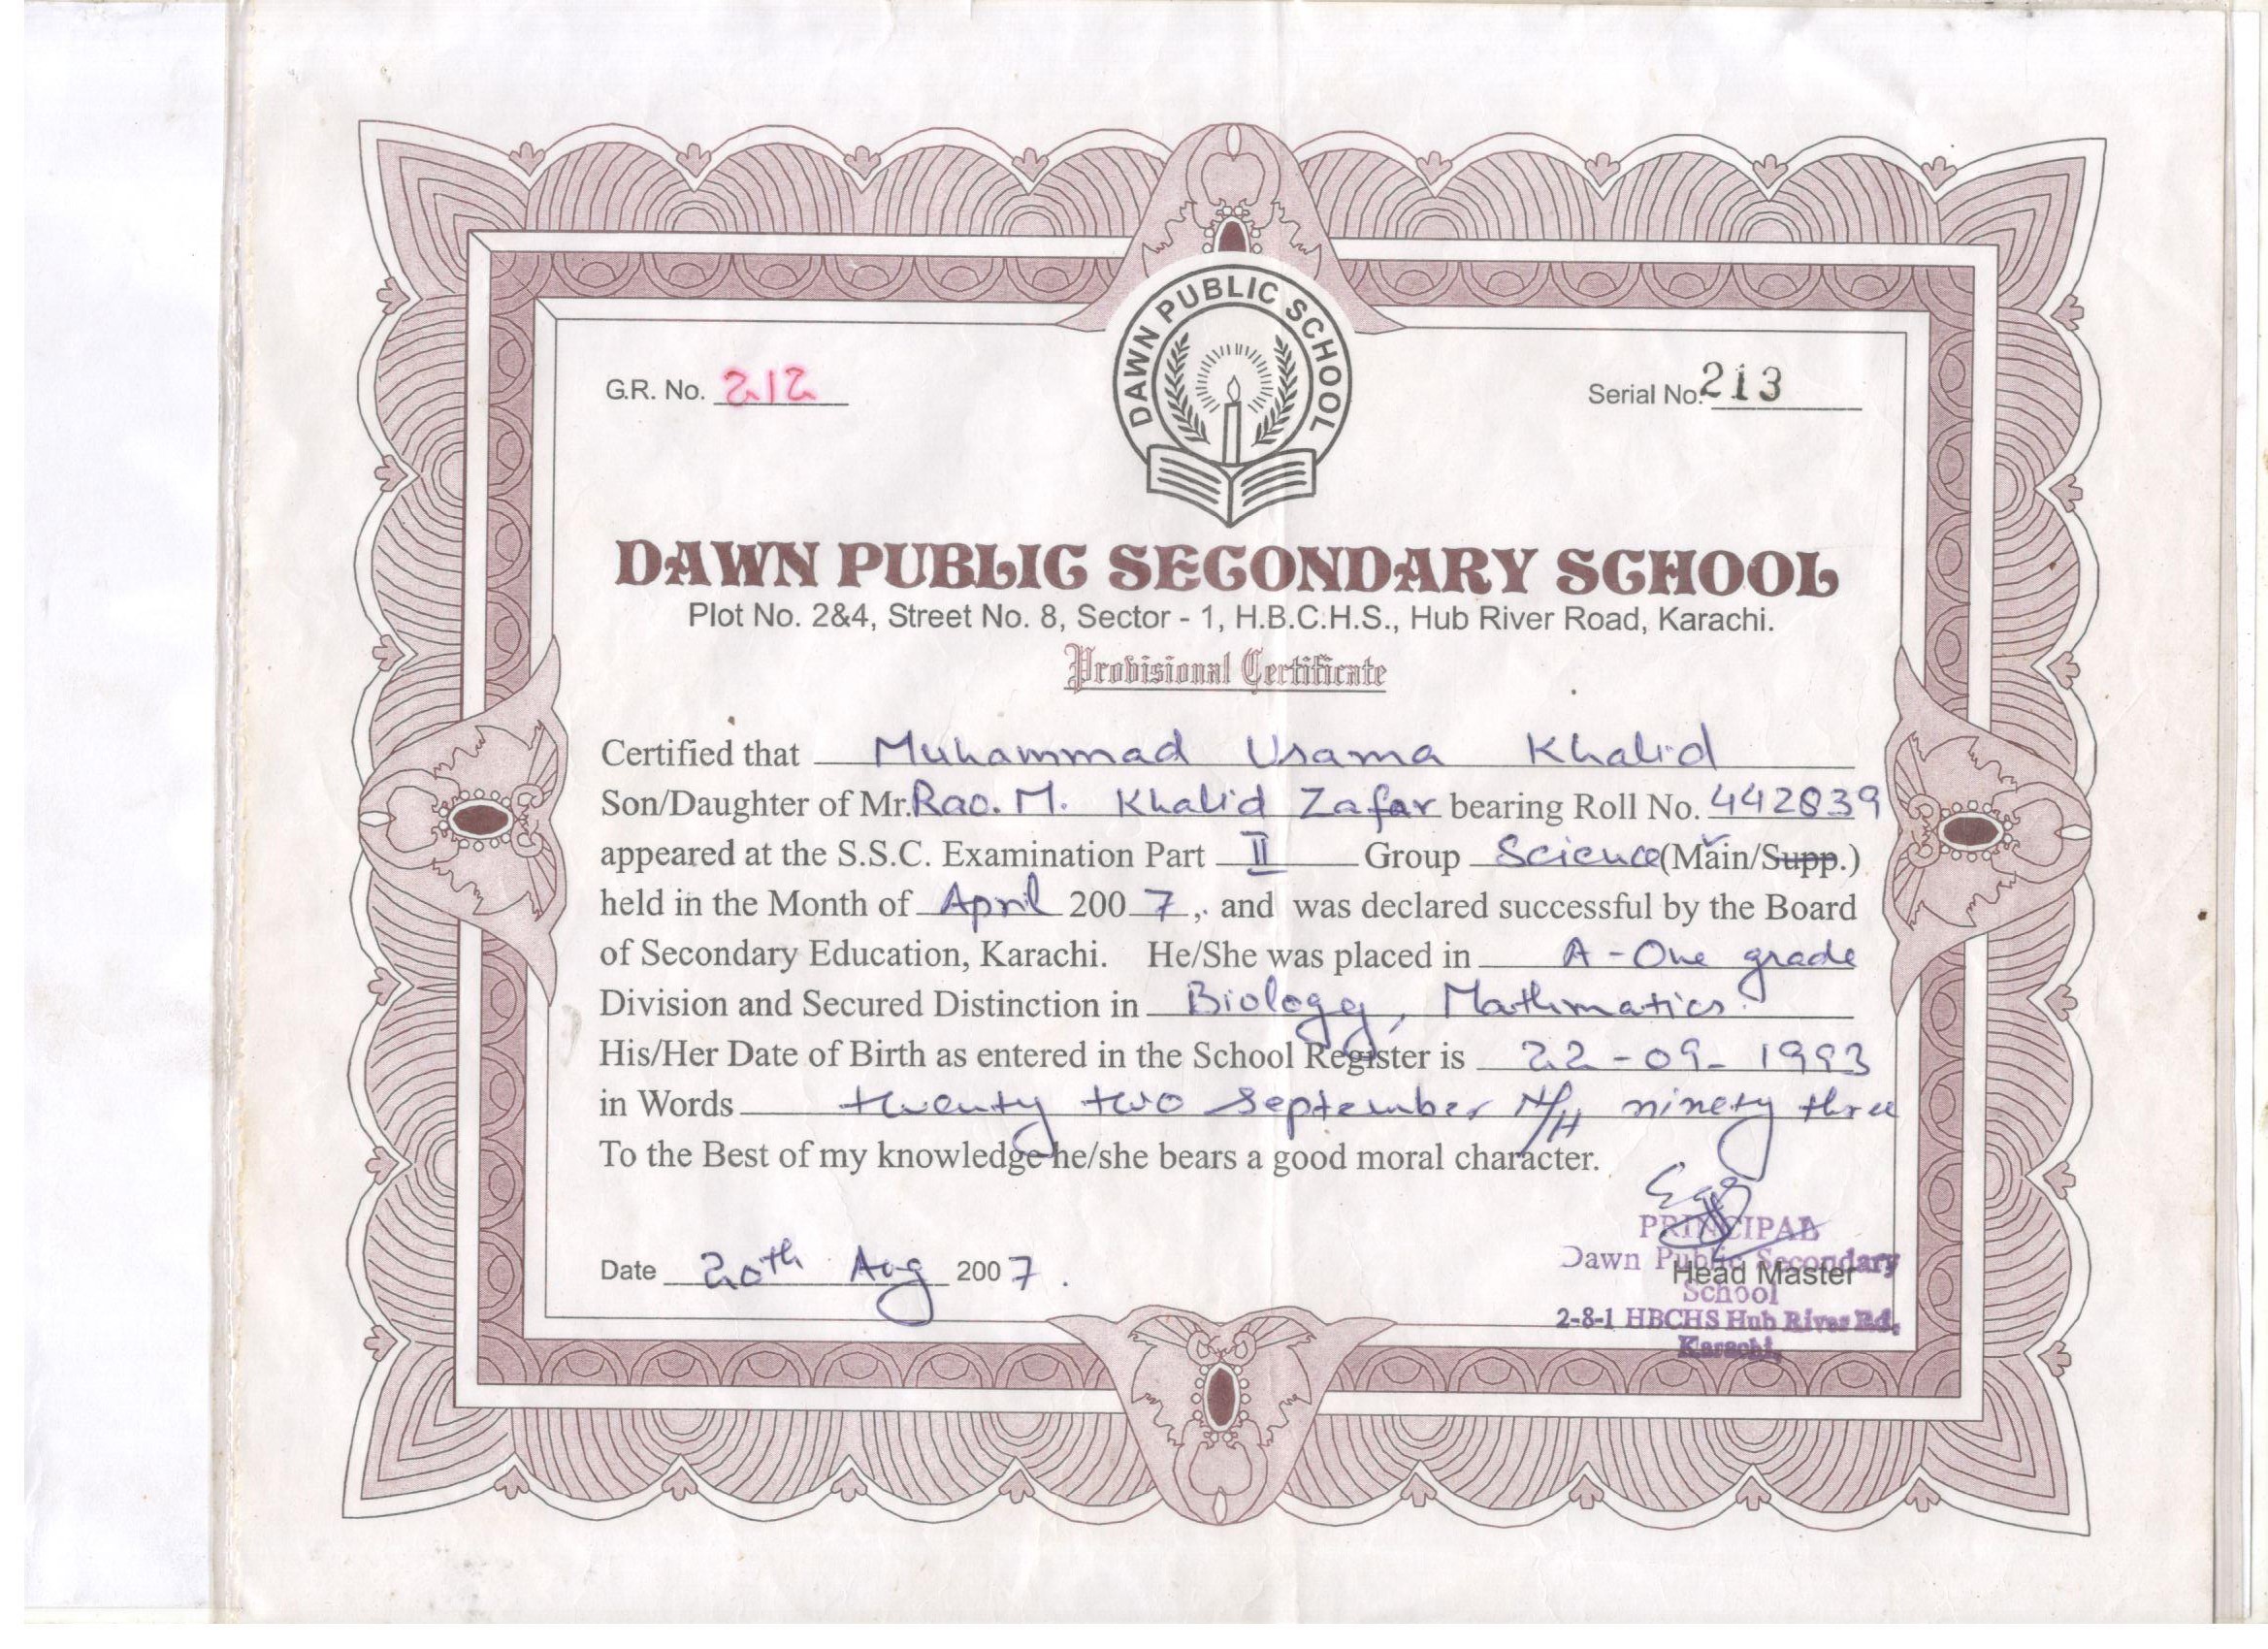 DAWN PUBLIC SCHOOL
G.R. No. 212
Serial No. 213
DAWN PUBLIC SECONDARY SCHOOL
Plot No. 2&4, Street No. 8, Sector - 1, H.B.C.H.S., Hub River Road, Karachi.
Provisional Certificate
Certified that Muhammad Usama Khalid
Son/Daughter of Mr. Rao. M. Khalid Zafar bearing Roll No. 442839
appeared at the S.S.C. Examination Part II Group Science (Main/Supp.)
held in the Month of April 2007, and was declared successful by the Board
of Secondary Education, Karachi. He/She was placed in A-One grade
Division and Secured Distinction in Biology, Mathmatics.
His/Her Date of Birth as entered in the School Register is 22-09-1993
in Words twenty two September N/H ninety three
To the Best of my knowledge he/she bears a good moral character.
Date 20th Aug 2007.
PRINCIPAL
Dawn Public Secondary
Head Master
School
2-8-1 HBCHS Hub River Rd,
Karachi.